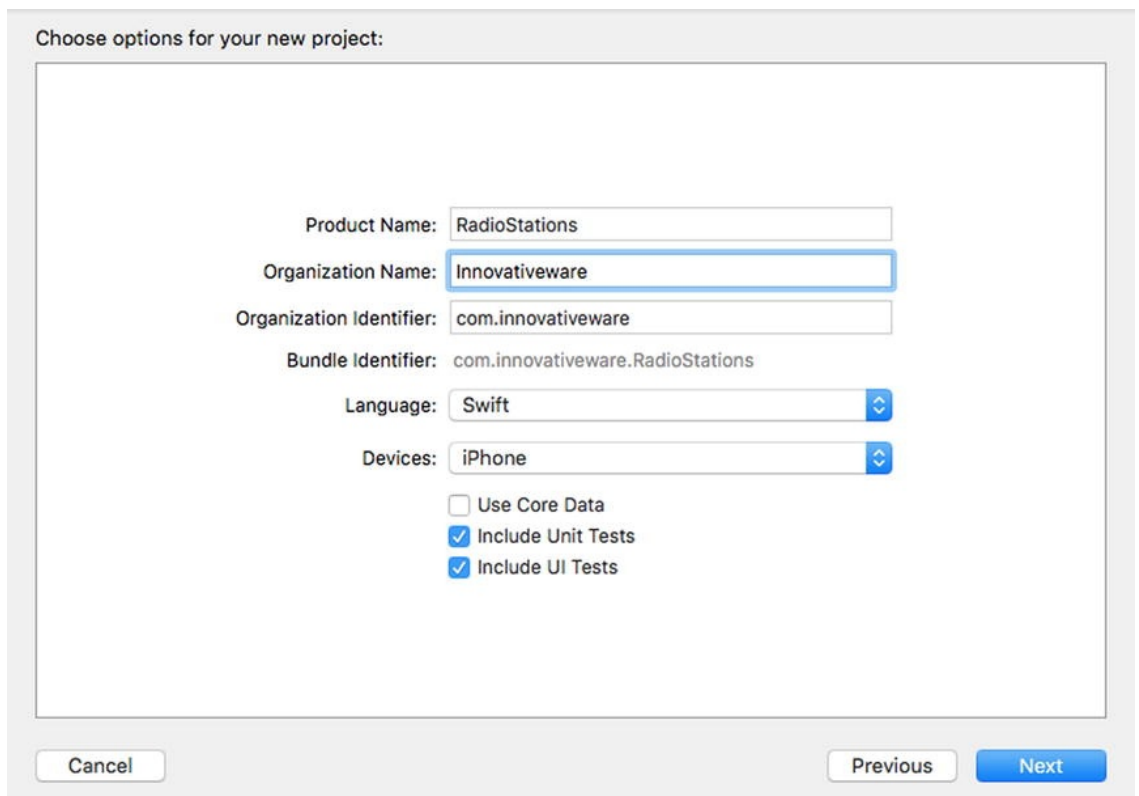 Choose options for your new project:
Product Name: RadioStations
Organization Name: Innovativeware
Organization Identifier: com.innovativeware
Bundle Identifier: com.innovativeware.RadioStations
Language: Swift
Devices: iPhone
Use Core Data
Include Unit Tests
Include UI Tests
Cancel Previous Next